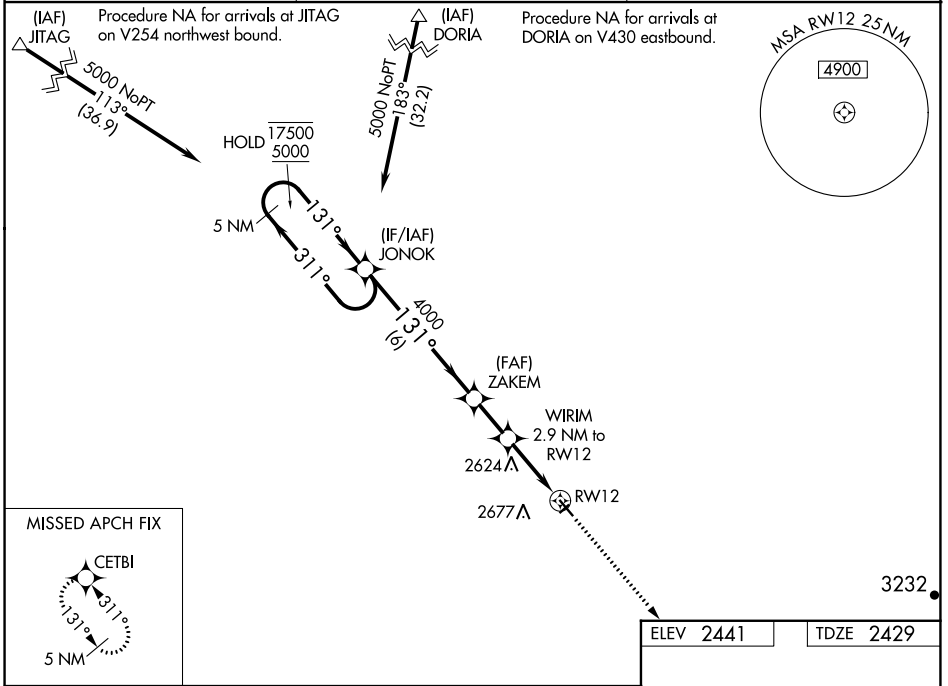 (IAF)
JITAG
Procedure NA for arrivals at JITAG
on V254 northwest bound.
(IAF)
DORIA
Procedure NA for arrivals at
DORIA on V430 eastbound.
MSA RW12 25 NM
4900
5000 NoPT
113°
(36.9)
5000 NoPT
183°
(32.2)
HOLD
17500
5000
5 NM
131°
311°
(IF/IAF)
JONOK
4000
131°
(6)
(FAF)
ZAKEM
WIRIM
2.9 NM to
RW12
2624
2677
RW12
MISSED APCH FIX
CETBI
131°
311°
5 NM
3232
ELEV 2441
TDZE 2429